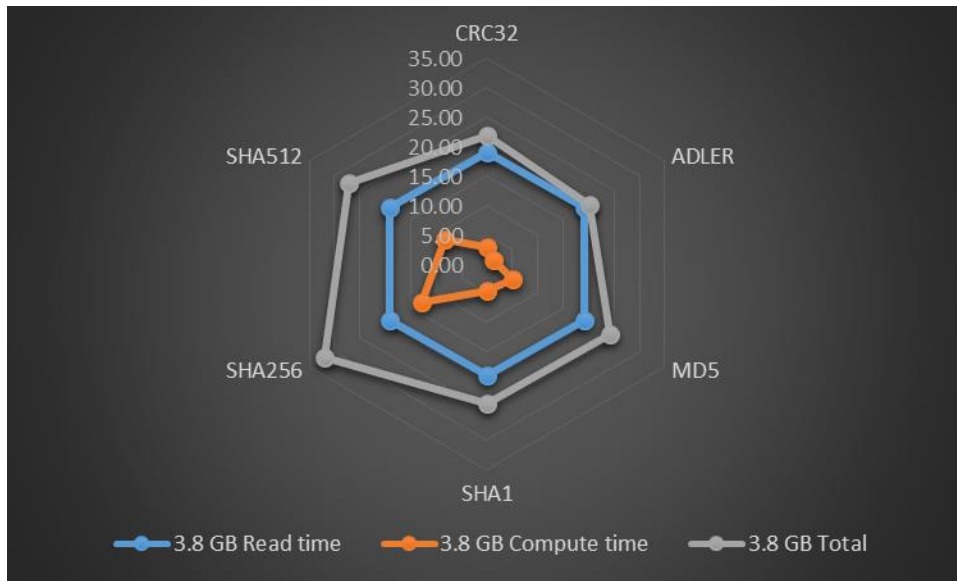 CRC32
35.00
30.00
25.00
20.00
15.00
10.00
5.00
0.00
SHA512
ADLER
SHA256
MD5
SHA1
3.8 GB Read time
3.8 GB Compute time
3.8 GB Total